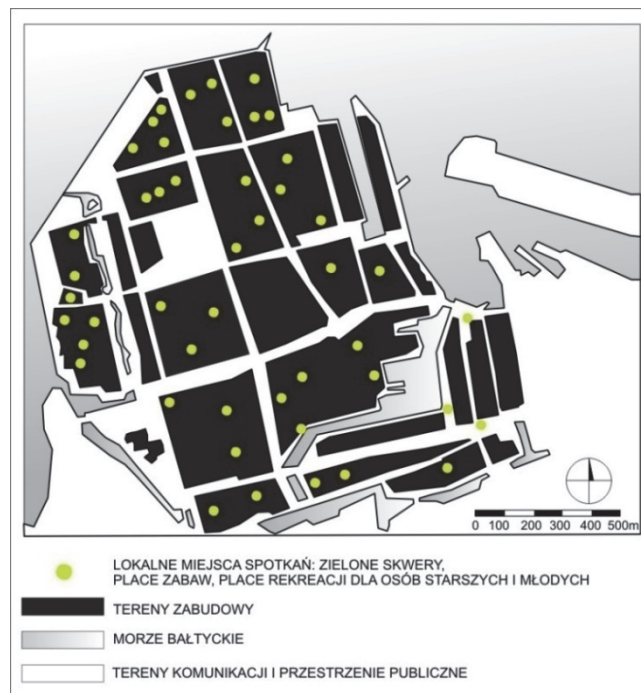 0 100 200 300 400 500m
LOKALNE MIEJSCA SPOTKAŃ: ZIELONE SKWERY,
PLACE ZABAW, PLACE REKREACJI DLA OSÓB STARSZYCH I MŁODYCH
TERENY ZABUDOWY
MORZE BAŁTYCKIE
TERENY KOMUNIKACJI I PRZESTRZENIE PUBLICZNE